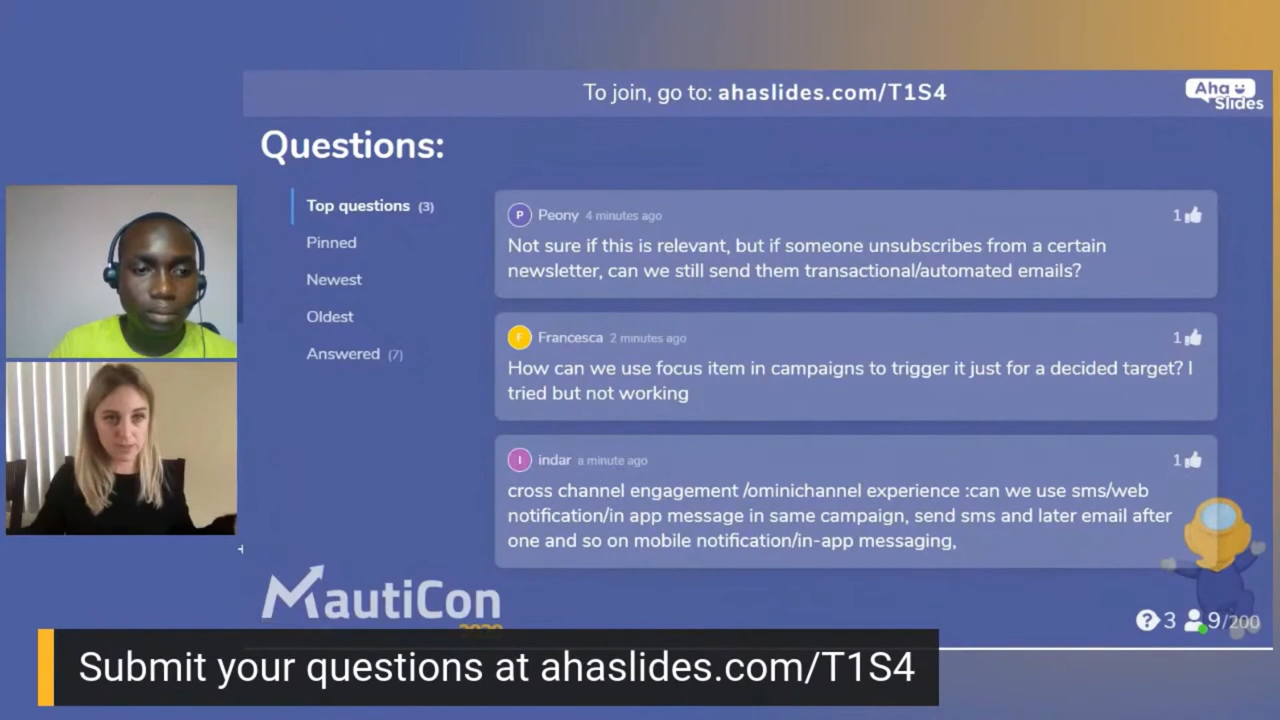 To join, go to: ahaslides.com/T1S4
Aha
Slides
Questions:
Top questions (3)
Pinned
Newest
Oldest
Answered (7)
P Peony 4 minutes ago 1
Not sure if this is relevant, but if someone unsubscribes from a certain
newsletter, can we still send them transactional/automated emails?
F Francesca 2 minutes ago 1
How can we use focus item in campaigns to trigger it just for a decided target? I
tried but not working
I indar a minute ago 1
cross channel engagement /ominichannel experience :can we use sms/web
notification/in app message in same campaign, send sms and later email after
one and so on mobile notification/in-app messaging,
MautiCon
2020
? 3 9/200
Submit your questions at ahaslides.com/T1S4